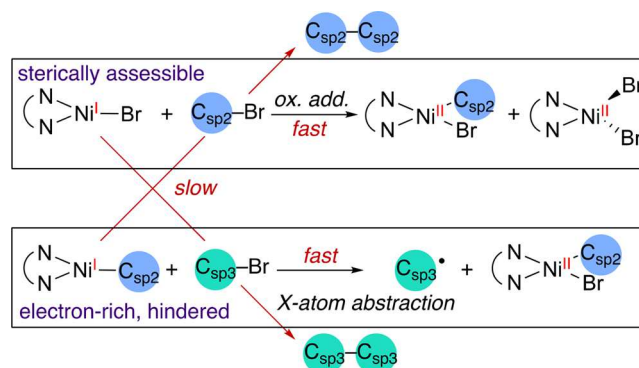 Csp2–Csp2
sterically assessible
N N Ni^I–Br + Csp2–Br ox. add. fast N N Ni^II Csp2 Br + N N Ni^II Br Br
slow
N N Ni^I–Csp2 + Csp3–Br fast Csp3• + N N Ni^II Csp2 Br
electron-rich, hindered X-atom abstraction
Csp3–Csp3